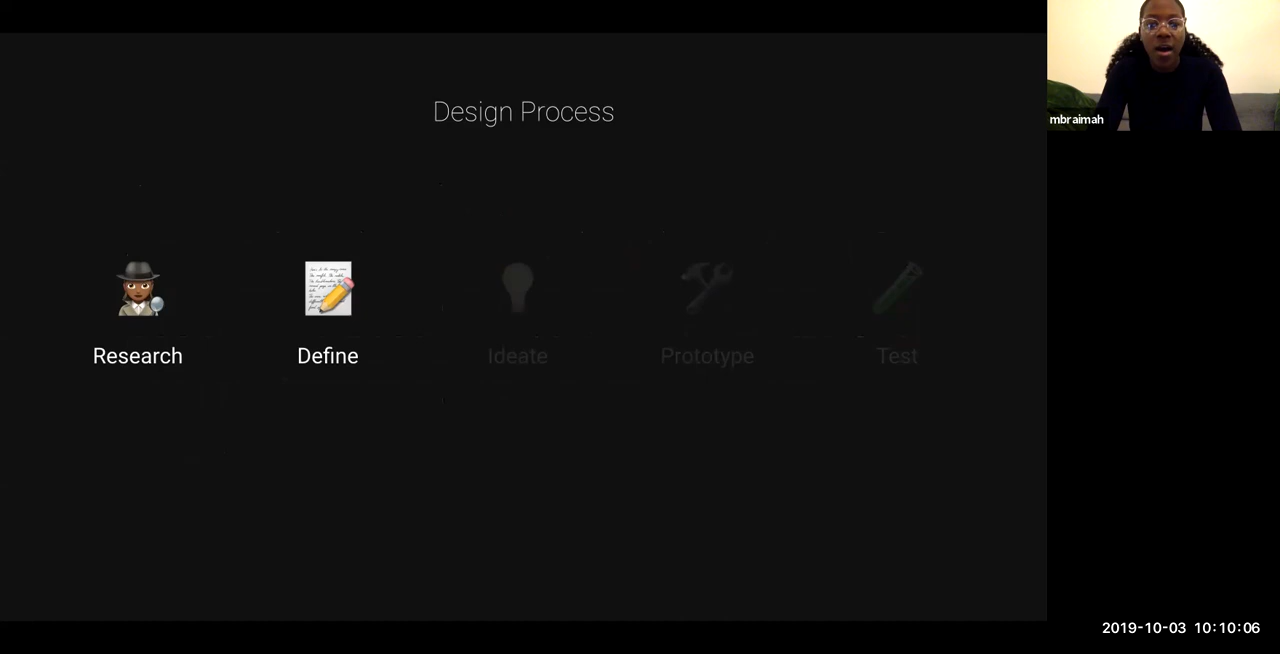 Design Process
Research
Define
Ideate
Prototype
Test
mbraimah
2019-10-03 10:10:06